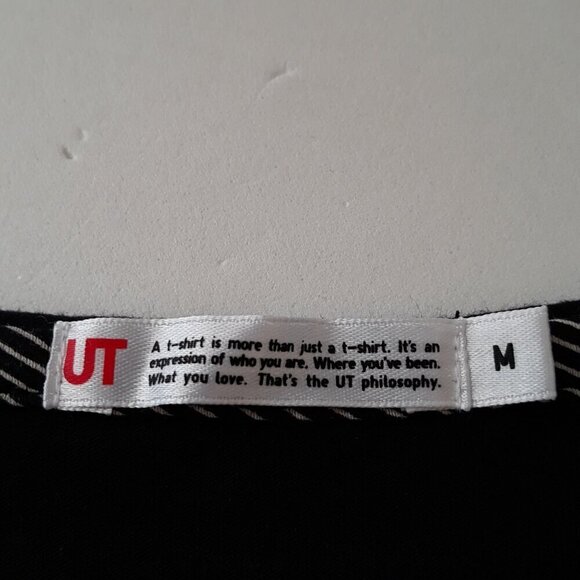 UT
A t-shirt is more than just a t-shirt. It's an
expression of who you are. Where you've been.
What you love. That's the UT philosophy.
M